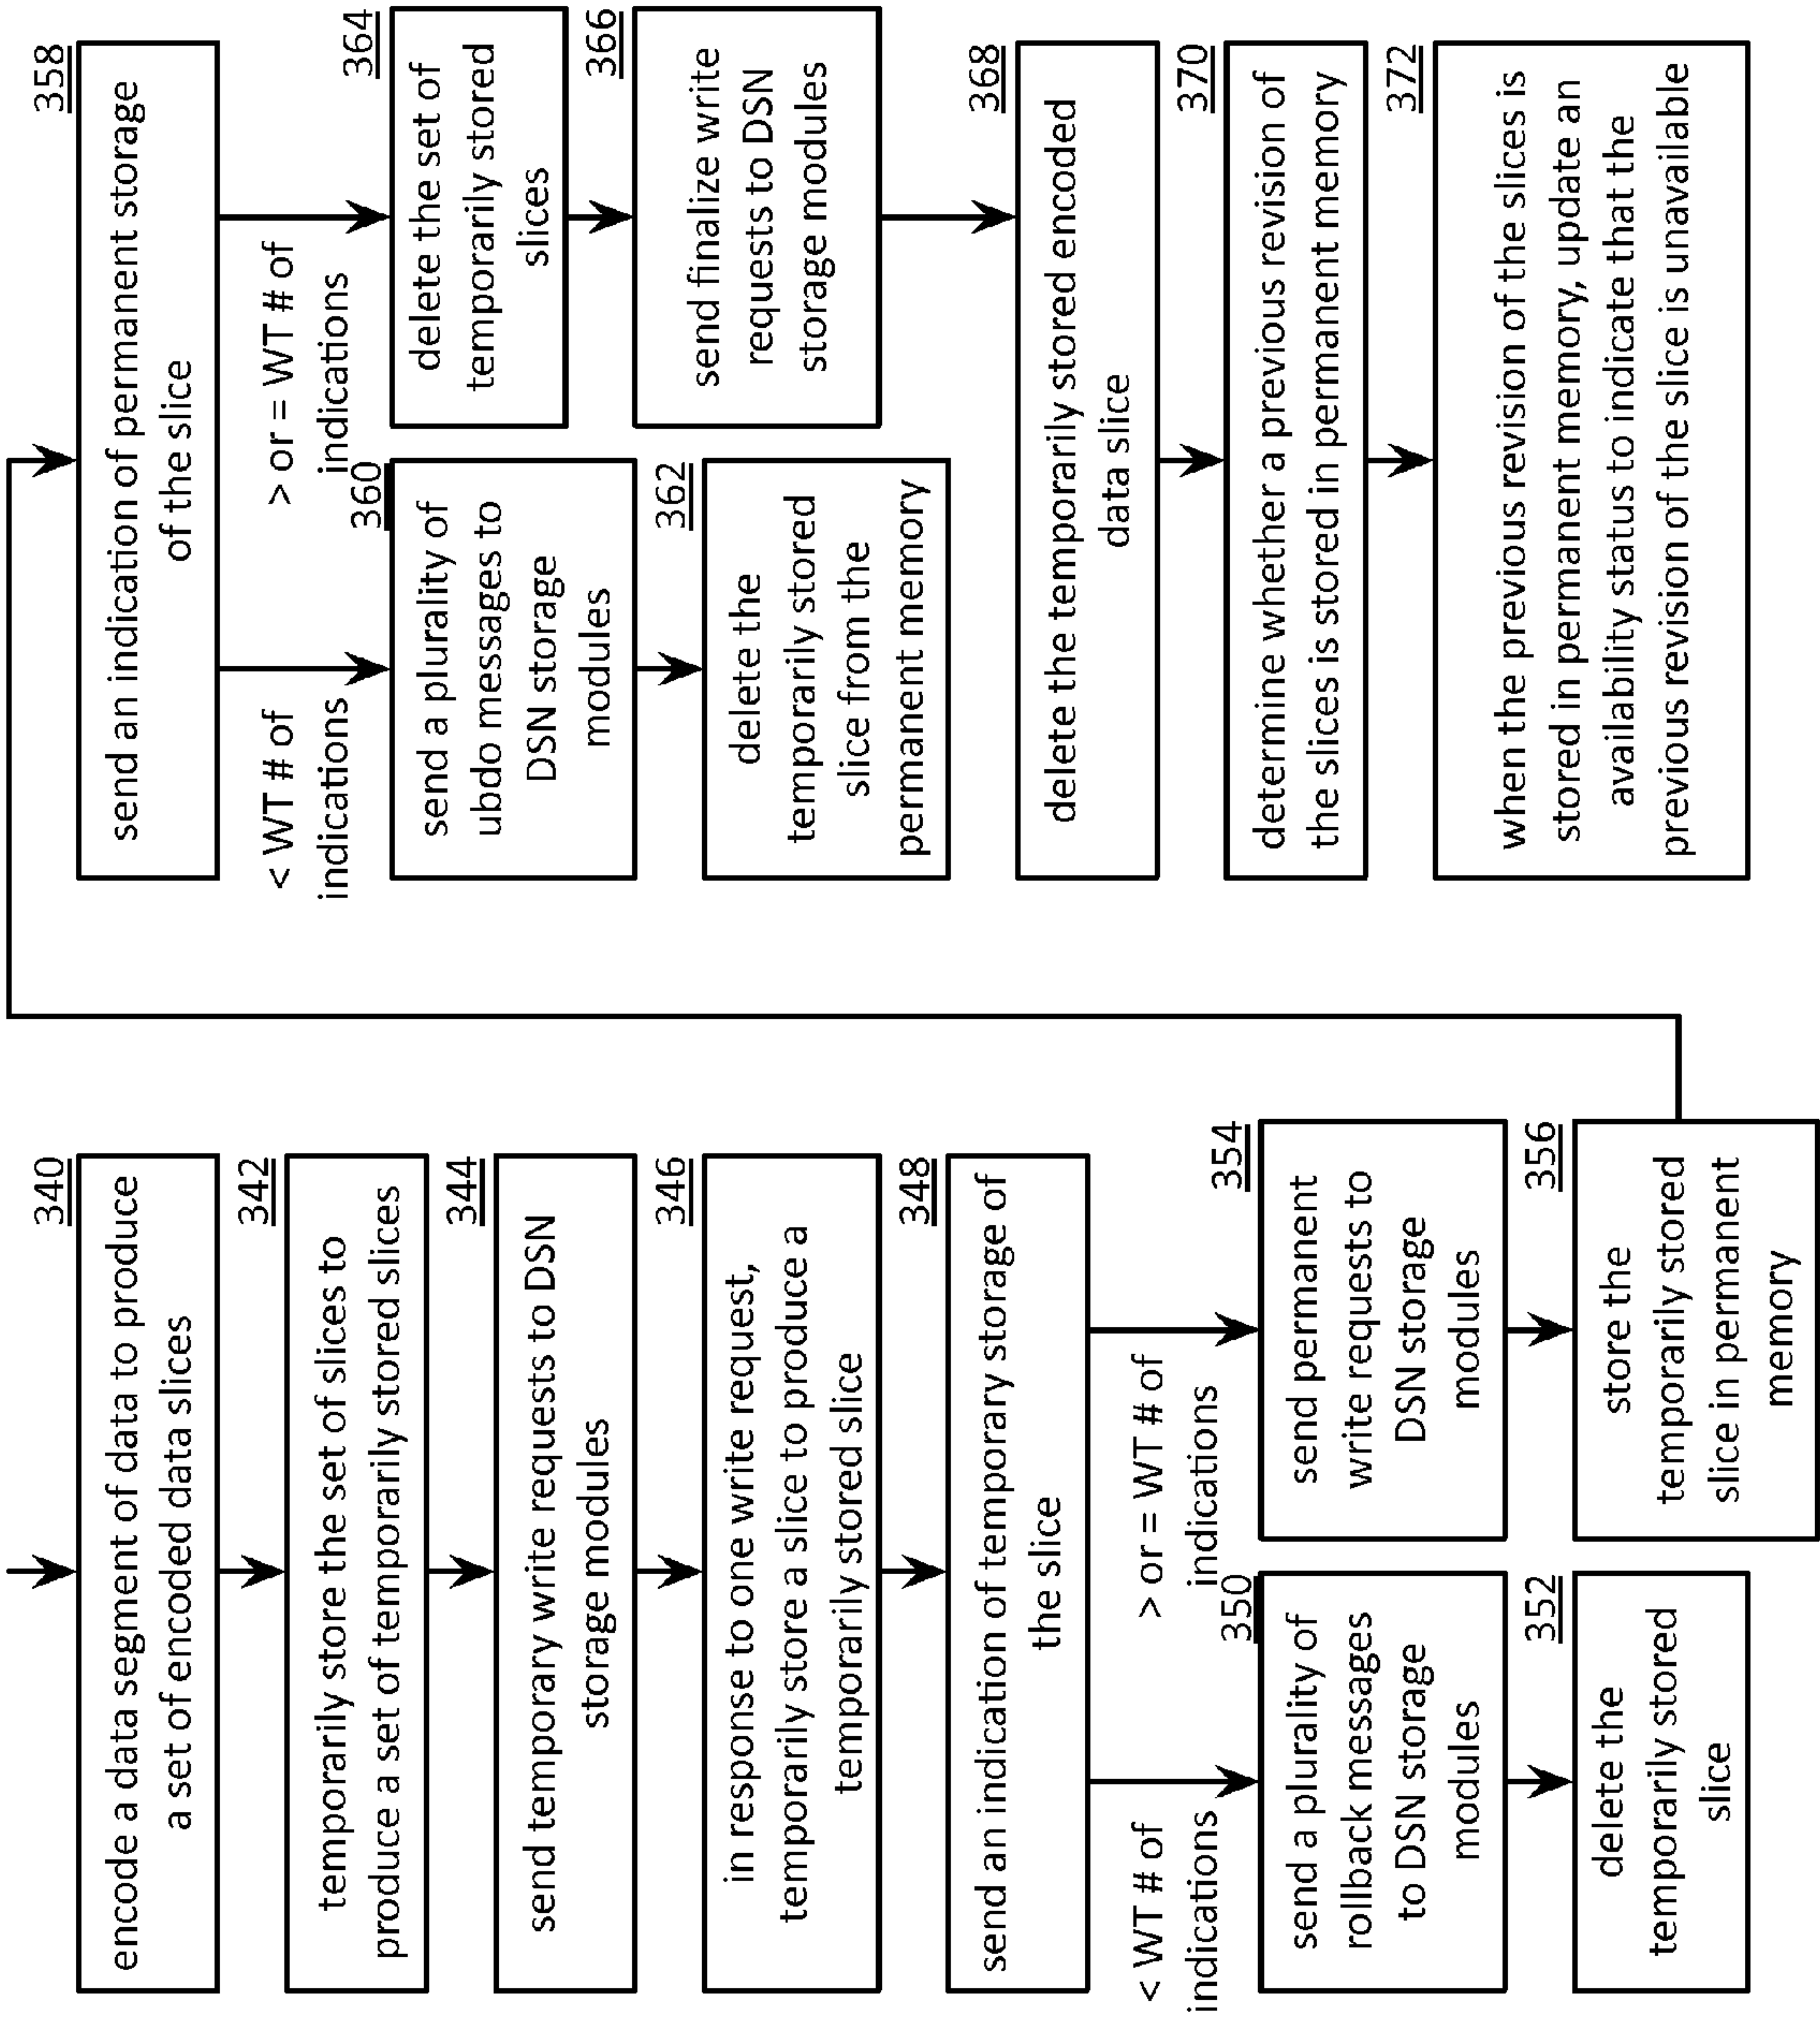 340
encode a data segment of data to produce
a set of encoded data slices
342
temporarily store the set of slices to
produce a set of temporarily stored slices
344
send temporary write requests to DSN
storage modules
346
in response to one write request,
temporarily store a slice to produce a
temporarily stored slice
348
send an indication of temporary storage of
the slice
< WT # of
indications
> or = WT # of
indications
350
send a plurality of
rollback messages
to DSN storage
modules
352
delete the
temporarily stored
slice
354
send permanent
write requests to
DSN storage
modules
356
store the
temporarily stored
slice in permanent
memory
358
send an indication of permanent storage
of the slice
< WT # of
indications
> or = WT # of
indications
360
send a plurality of
ubdo messages to
DSN storage
modules
362
delete the
temporarily stored
slice from the
permanent memory
364
delete the set of
temporarily stored
slices
366
send finalize write
requests to DSN
storage modules
368
delete the temporarily stored encoded
data slice
370
determine whether a previous revision of
the slices is stored in permanent memory
372
when the previous revision of the slices is
stored in permanent memory, update an
availability status to indicate that the
previous revision of the slice is unavailable